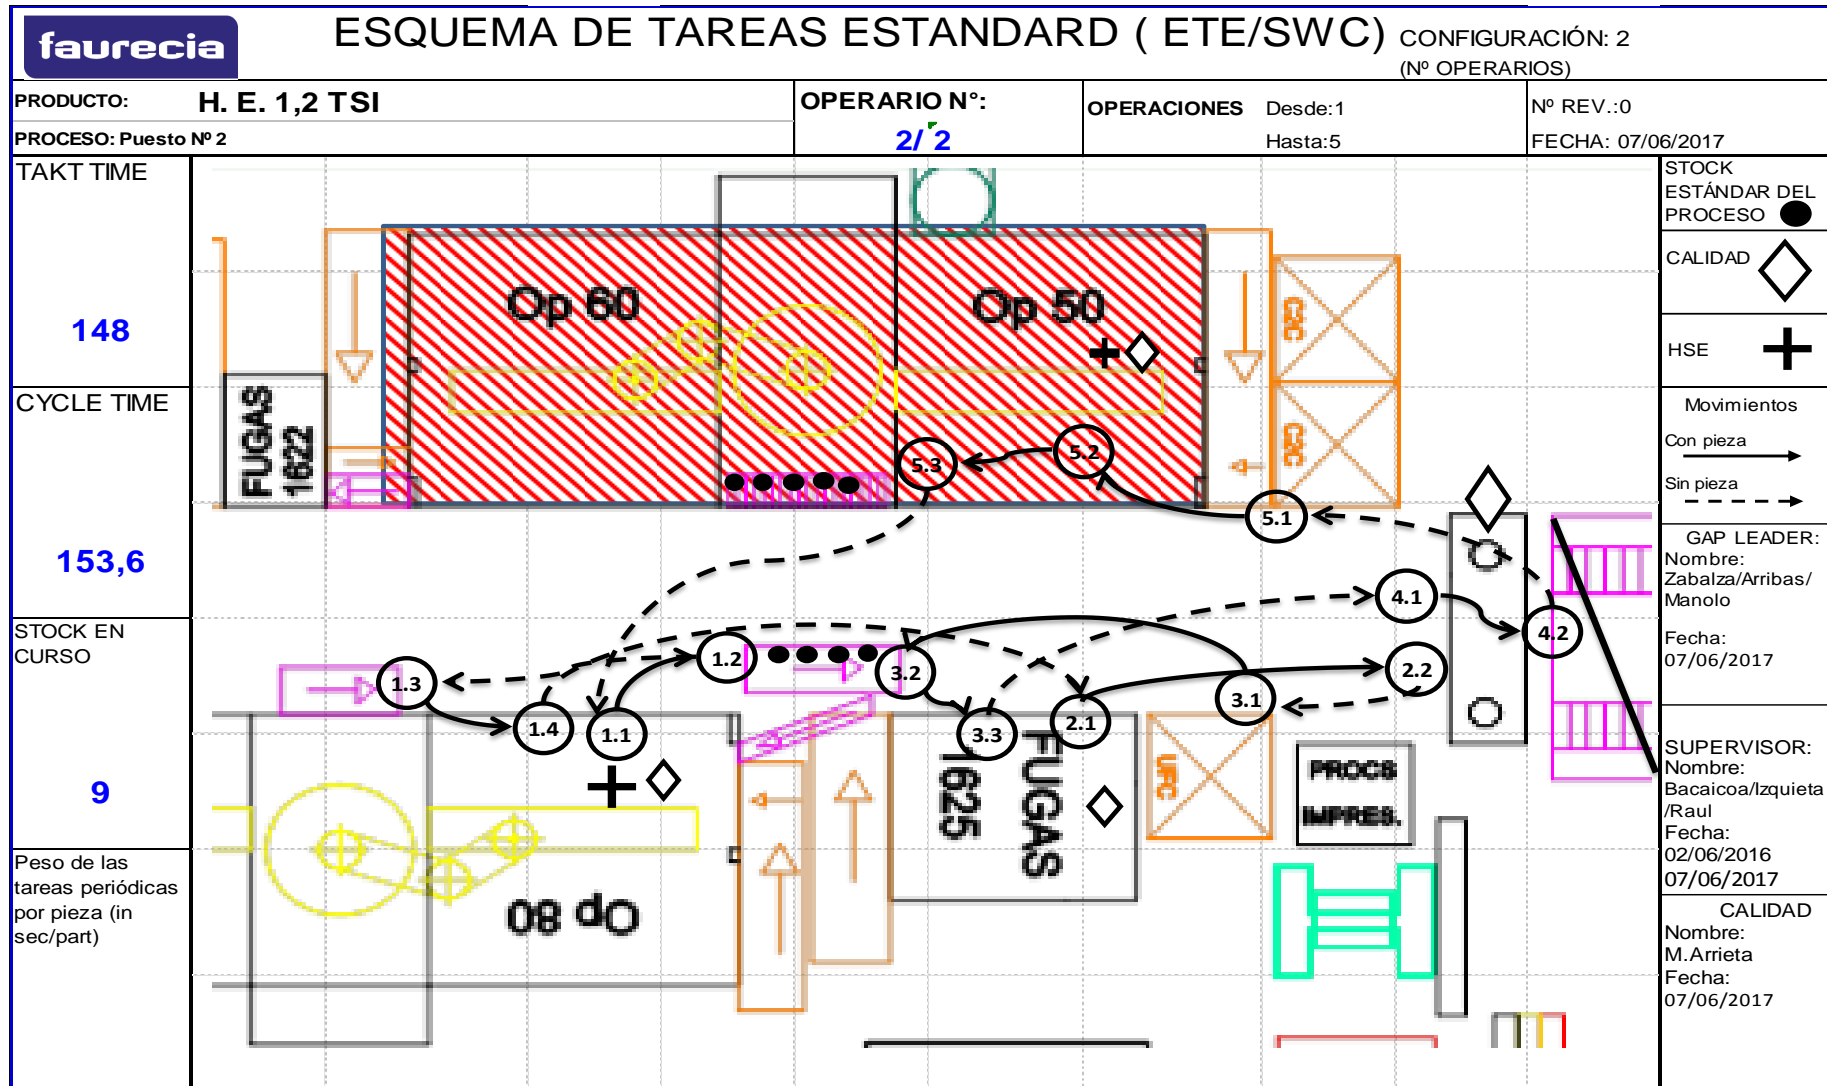 faurecia
ESQUEMA DE TAREAS ESTANDARD ( ETE/SWC)
CONFIGURACIÓN: 2
(Nº OPERARIOS)
PRODUCTO: H. E. 1,2 TSI
PROCESO: Puesto Nº 2
OPERARIO N°:
2/ 2
OPERACIONES Desde:1
Hasta:5
Nº REV.:0
FECHA: 07/06/2017
TAKT TIME
148
CYCLE TIME
153,6
STOCK EN
CURSO
9
Peso de las
tareas periódicas
por pieza (in
sec/part)
Op 60
Op 50
C2C
C2C
FUGAS
1622
5.3
5.2
5.1
4.1
4.2
1.3
1.4
1.1
1.2
3.2
3.3
2.1
3.1
2.2
FUGAS
1625
UFC
PROCS
IMPRES.
Op 80
STOCK
ESTÁNDAR DEL
PROCESO
CALIDAD
HSE
Movimientos
Con pieza
Sin pieza
GAP LEADER:
Nombre:
Zabalza/Arribas/
Manolo
Fecha:
07/06/2017
SUPERVISOR:
Nombre:
Bacaicoa/Izquieta
/Raul
Fecha:
02/06/2016
07/06/2017
CALIDAD
Nombre:
M.Arrieta
Fecha:
07/06/2017